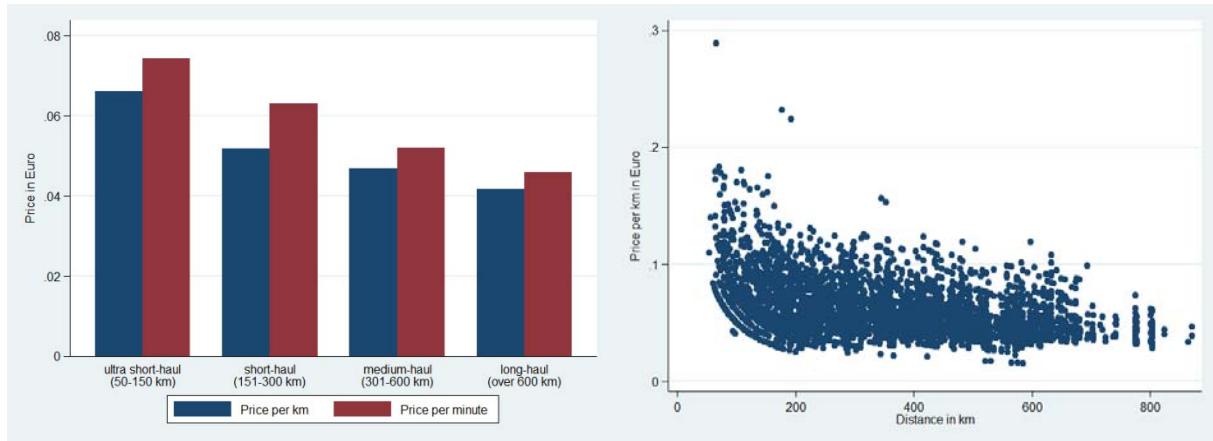 .08
.06
.04
.02
0
Price in Euro
ultra short-haul
(50-150 km)
short-haul
(151-300 km)
medium-haul
(301-600 km)
long-haul
(over 600 km)
Price per km
Price per minute
.3
.2
.1
0
Price per km in Euro
0
200
400
600
800
Distance in km